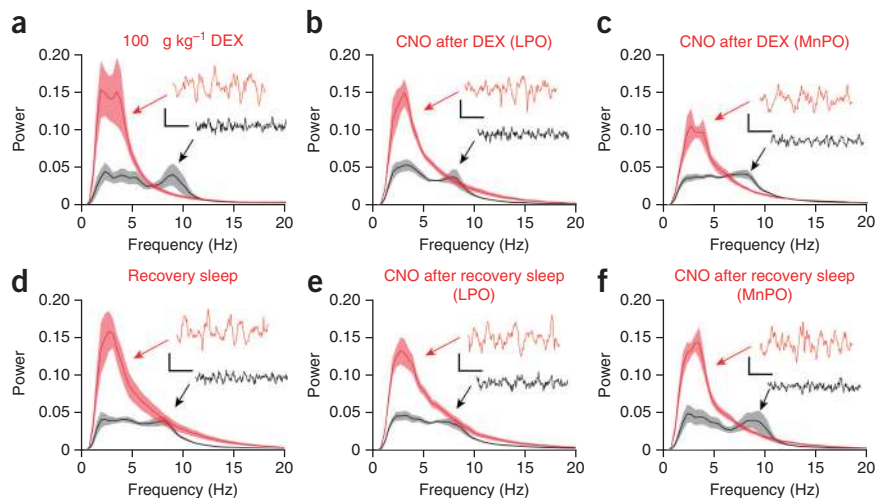 a
100 g kg−1 DEX
b
CNO after DEX (LPO)
c
CNO after DEX (MnPO)
0.20
0.15
0.10
0.05
0
Power
0 5 10 15 20
Frequency (Hz)
0.20
0.15
0.10
0.05
0
Power
0 5 10 15 20
Frequency (Hz)
0.20
0.15
0.10
0.05
0
Power
0 5 10 15 20
Frequency (Hz)
d
Recovery sleep
e
CNO after recovery sleep
(LPO)
f
CNO after recovery sleep
(MnPO)
0.20
0.15
0.10
0.05
0
Power
0 5 10 15 20
Frequency (Hz)
0.20
0.15
0.10
0.05
0
Power
0 5 10 15 20
Frequency (Hz)
0.20
0.15
0.10
0.05
0
Power
0 5 10 15 20
Frequency (Hz)